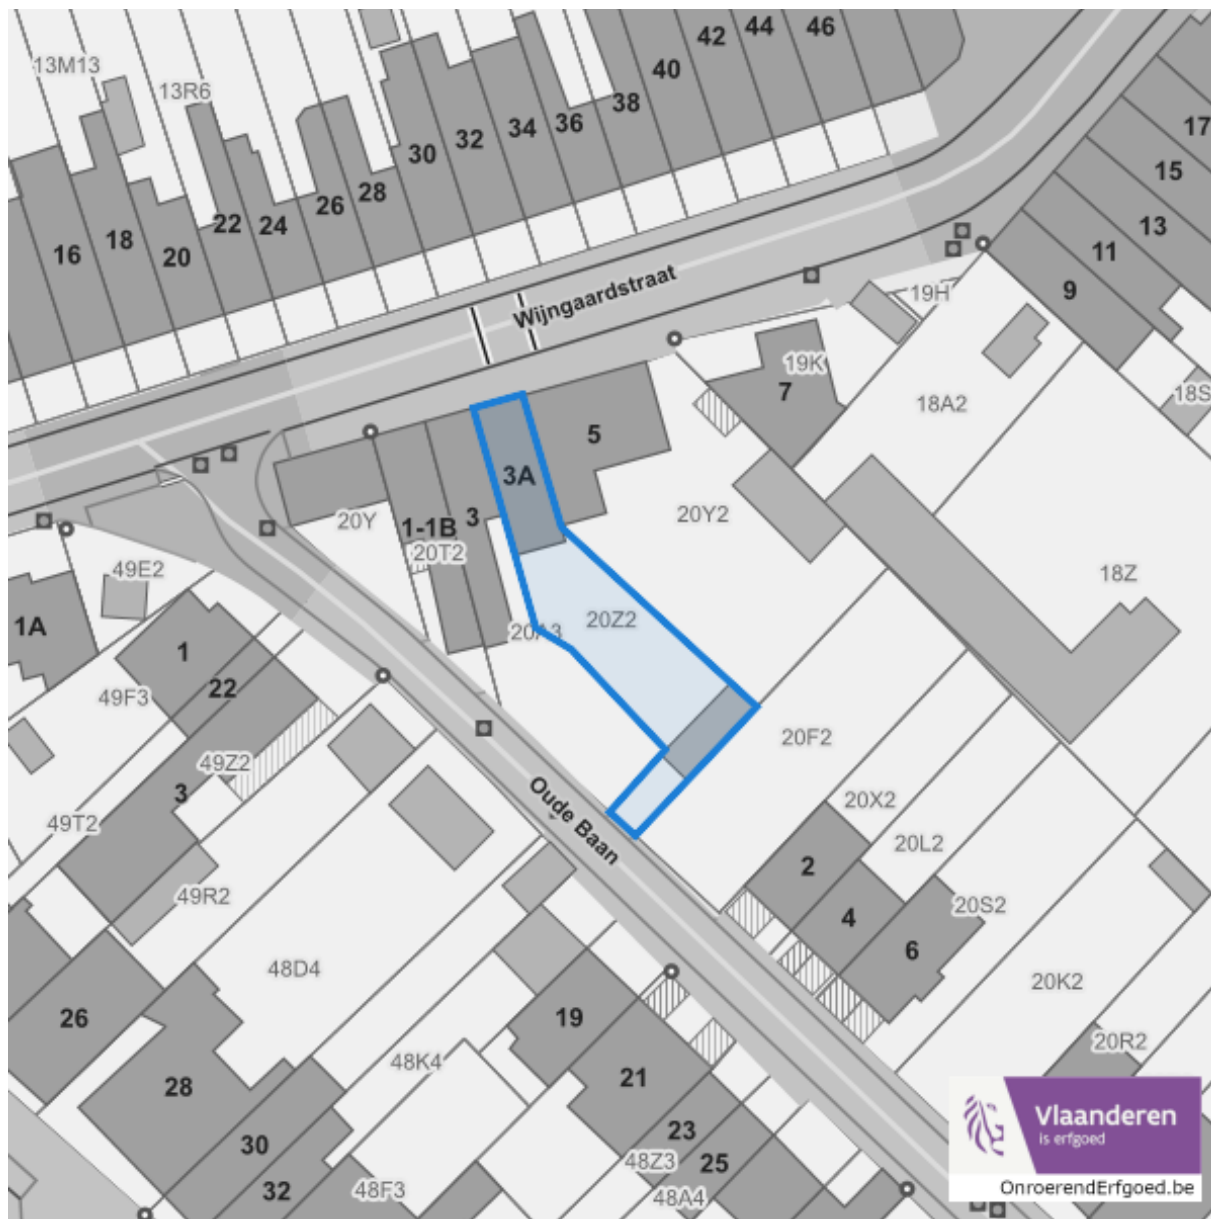 42 44 46
13M13 40
13R6 38
34 36
30 32 17
28 15
26
22 24 13
18 11
16 20 9
Wijngaardstraat 19H
19K
7 18A2 18S
5
3A
20Y 1-1B 3 20Y2
20T2
49E2 18Z
1A 20A3 20Z2
1
22
49F3 20F2
49Z2
3 Oude Baan 20X2
49T2 20L2
2
49R2 4 20S2
6
48D4 20K2
26 19 20R2
48K4
28 21
Vlaanderen
is erfgoed
23
30 48Z3 25
32 48F3 48A4
OnroerendErfgoed.be